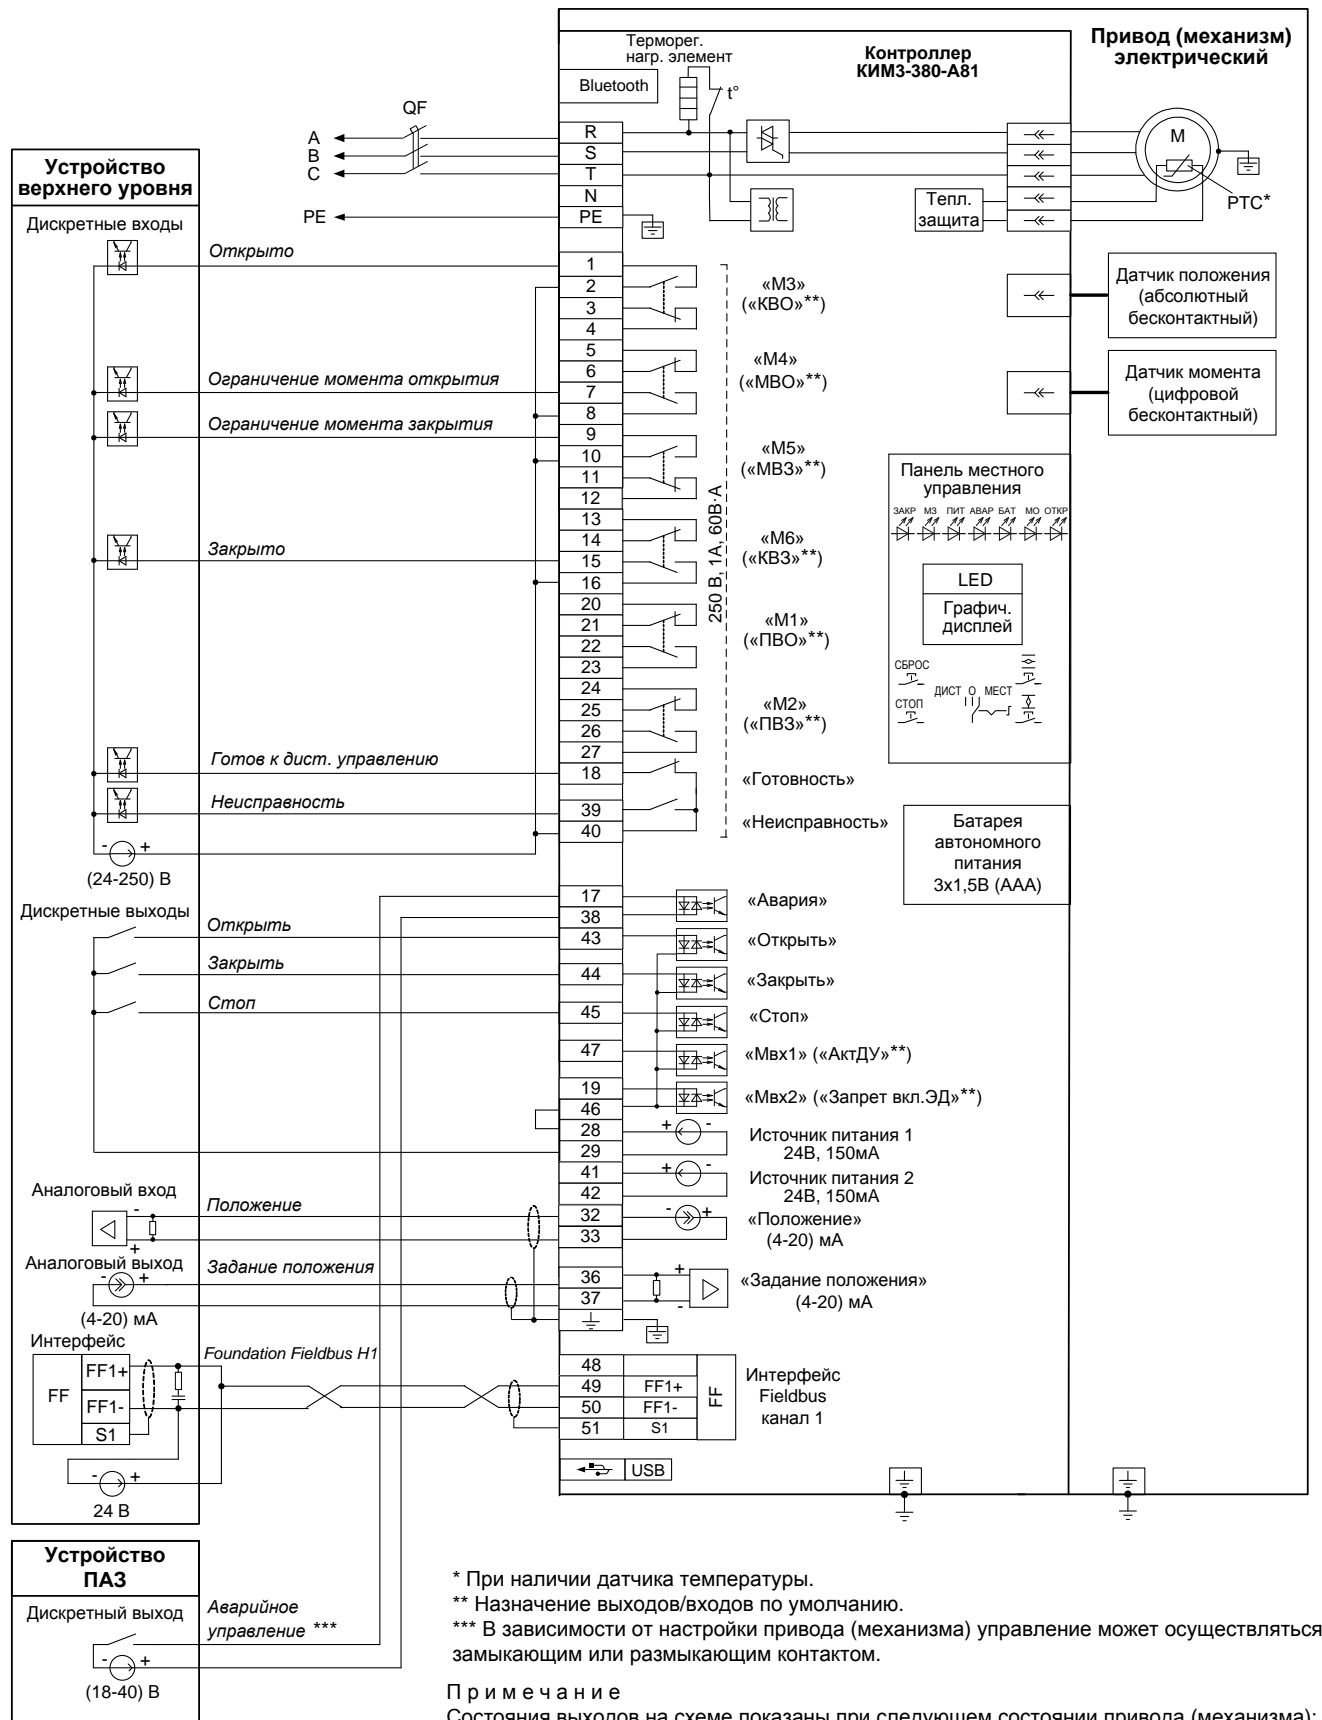 Привод (механизм)
электрический
Контроллер
КИМ3-380-А81
Терморег.
нагр. элемент
Bluetooth
t°
QF
A
B
C
PE
R
S
T
N
PE
M
PTC*
Тепл.
защита
Устройство
верхнего уровня
Дискретные входы
Открыто
Ограничение момента открытия
Ограничение момента закрытия
Закрыто
Готов к дист. управлению
Неисправность
- +
(24-250) В
1
2
3
4
5
6
7
8
9
10
11
12
13
14
15
16
20
21
22
23
24
25
26
27
18
39
40
«М3»
(«КВО»**)
«М4»
(«МВО»**)
«М5»
(«МВЗ»**)
«М6»
(«КВЗ»**)
«М1»
(«ПВО»**)
«М2»
(«ПВЗ»**)
«Готовность»
«Неисправность»
250 В, 1А, 60В·А
Датчик положения
(абсолютный
бесконтактный)
Датчик момента
(цифровой
бесконтактный)
Панель местного
управления
ЗАКР МЗ ПИТ АВАР БАТ МО ОТКР
LED
Графич.
дисплей
СБРОС
ДИСТ О МЕСТ
СТОП
Батарея
автономного
питания
3х1,5В (ААА)
Дискретные выходы
Открыть
Закрыть
Стоп
17
38
43
44
45
47
19
46
28
29
41
42
32
33
36
37
«Авария»
«Открыть»
«Закрыть»
«Стоп»
«Мвх1» («АктДУ»**)
«Мвх2» («Запрет вкл.ЭД»**)
+ -
Источник питания 1
24В, 150мА
+ -
Источник питания 2
24В, 150мА
- +
«Положение»
(4-20) мА
+
-
«Задание положения»
(4-20) мА
Аналоговый вход
-
+
Положение
Аналоговый выход
- +
(4-20) мА
Задание положения
Интерфейс
FF
FF1+
FF1-
S1
Foundation Fieldbus H1
- +
24 В
48
49 FF1+
50 FF1-
51 S1
FF
Интерфейс
Fieldbus
канал 1
USB
Устройство
ПАЗ
Дискретный выход
- +
(18-40) В
Аварийное
управление ***
* При наличии датчика температуры.
** Назначение выходов/входов по умолчанию.
*** В зависимости от настройки привода (механизма) управление может осуществляться
замыкающим или размыкающим контактом.
П р и м е ч а н и е
Состояния выходов на схеме показаны при следующем состоянии привода (механизма):